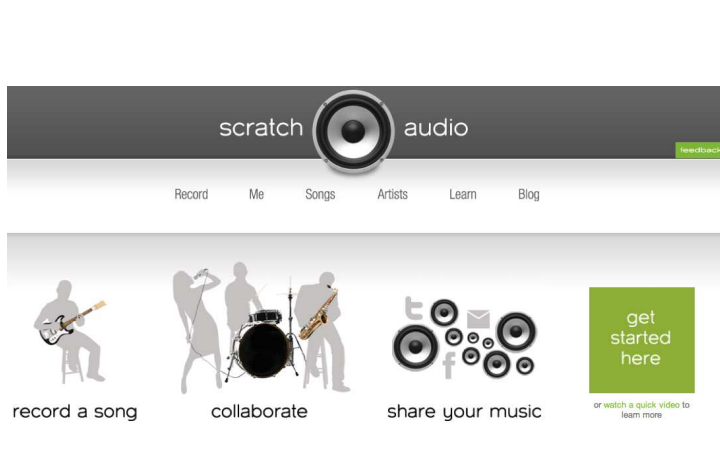 scratch audio
feedback
Record Me Songs Artists Learn Blog
get
started
here
record a song
collaborate
share your music
or watch a quick video to
learn more